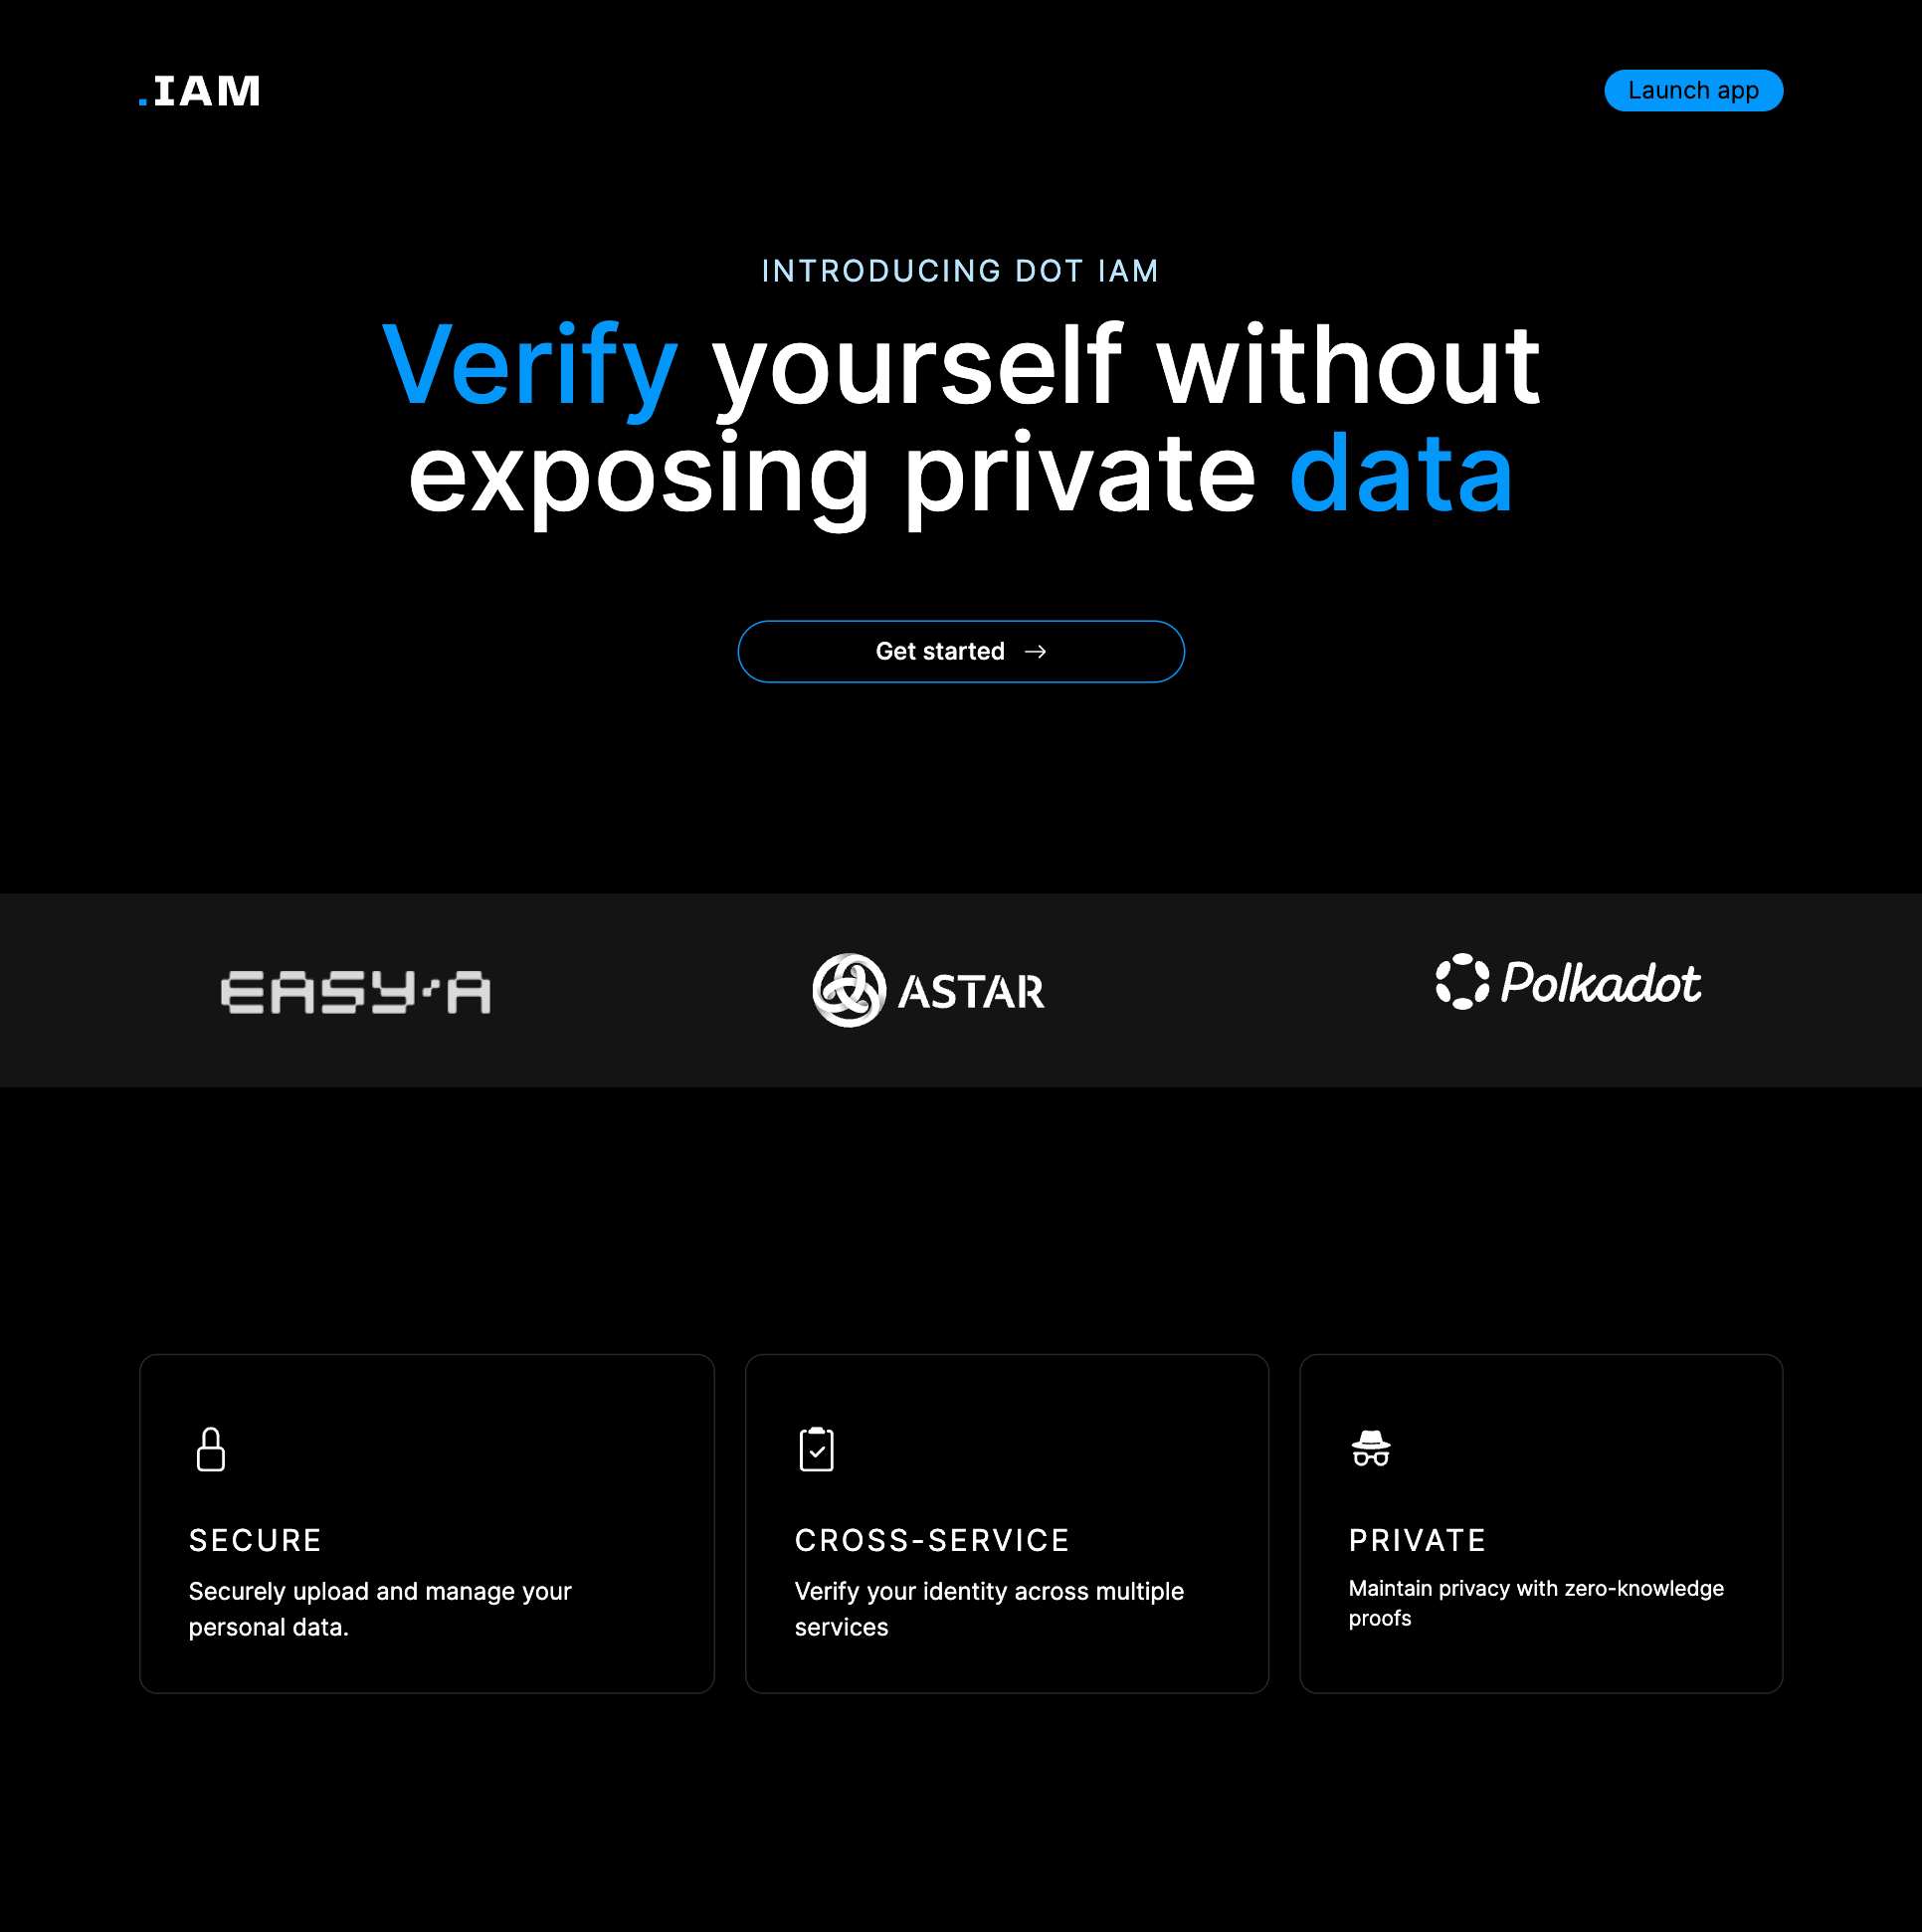 .IAM
Launch app
INTRODUCING DOT IAM
Verify yourself without
exposing private data
Get started →
EASY·A
ASTAR
Polkadot
SECURE
Securely upload and manage your
personal data.
CROSS-SERVICE
Verify your identity across multiple
services
PRIVATE
Maintain privacy with zero-knowledge
proofs